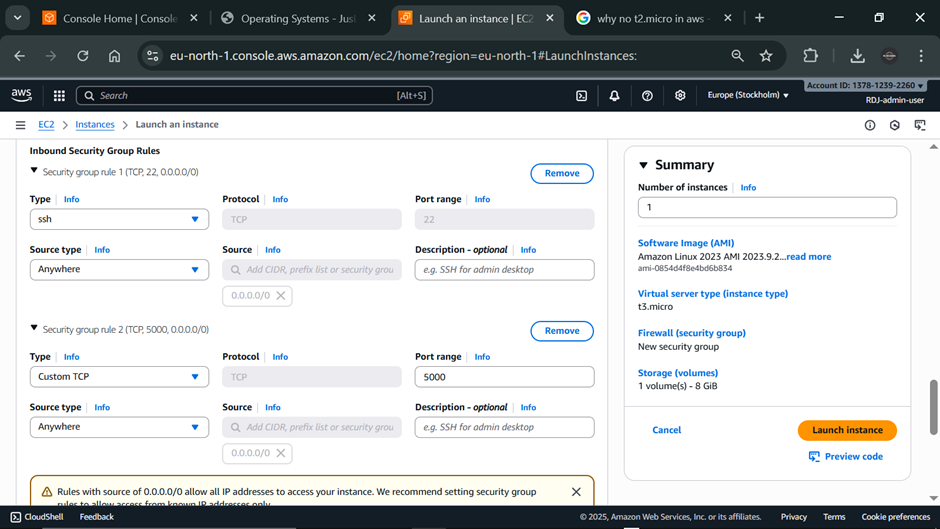 Console Home | Console
Operating Systems - Jus
Launch an instance | EC2
why no t2.micro in aws -
eu-north-1.console.aws.amazon.com/ec2/home?region=eu-north-1#LaunchInstances:
aws
Search
[Alt+S]
Europe (Stockholm)
Account ID: 1378-1239-2260
RDJ-admin-user
EC2 > Instances > Launch an instance
Inbound Security Group Rules
Security group rule 1 (TCP, 22, 0.0.0.0/0)
Remove
Type | Info
Protocol | Info
Port range | Info
ssh
TCP
22
Source type | Info
Source | Info
Description - optional | Info
Anywhere
Add CIDR, prefix list or security grou
e.g. SSH for admin desktop
0.0.0.0/0
Security group rule 2 (TCP, 5000, 0.0.0.0/0)
Remove
Type | Info
Protocol | Info
Port range | Info
Custom TCP
TCP
5000
Source type | Info
Source | Info
Description - optional | Info
Anywhere
Add CIDR, prefix list or security grou
e.g. SSH for admin desktop
0.0.0.0/0
Rules with source of 0.0.0.0/0 allow all IP addresses to access your instance. We recommend setting security group
rules to allow access from known IP addresses only.
Summary
Number of instances | Info
1
Software Image (AMI)
Amazon Linux 2023 AMI 2023.9.2...read more
ami-0854d4f8e4bd6b834
Virtual server type (instance type)
t3.micro
Firewall (security group)
New security group
Storage (volumes)
1 volume(s) - 8 GiB
Cancel
Launch instance
Preview code
CloudShell
Feedback
© 2025, Amazon Web Services, Inc. or its affiliates.
Privacy
Terms
Cookie preferences